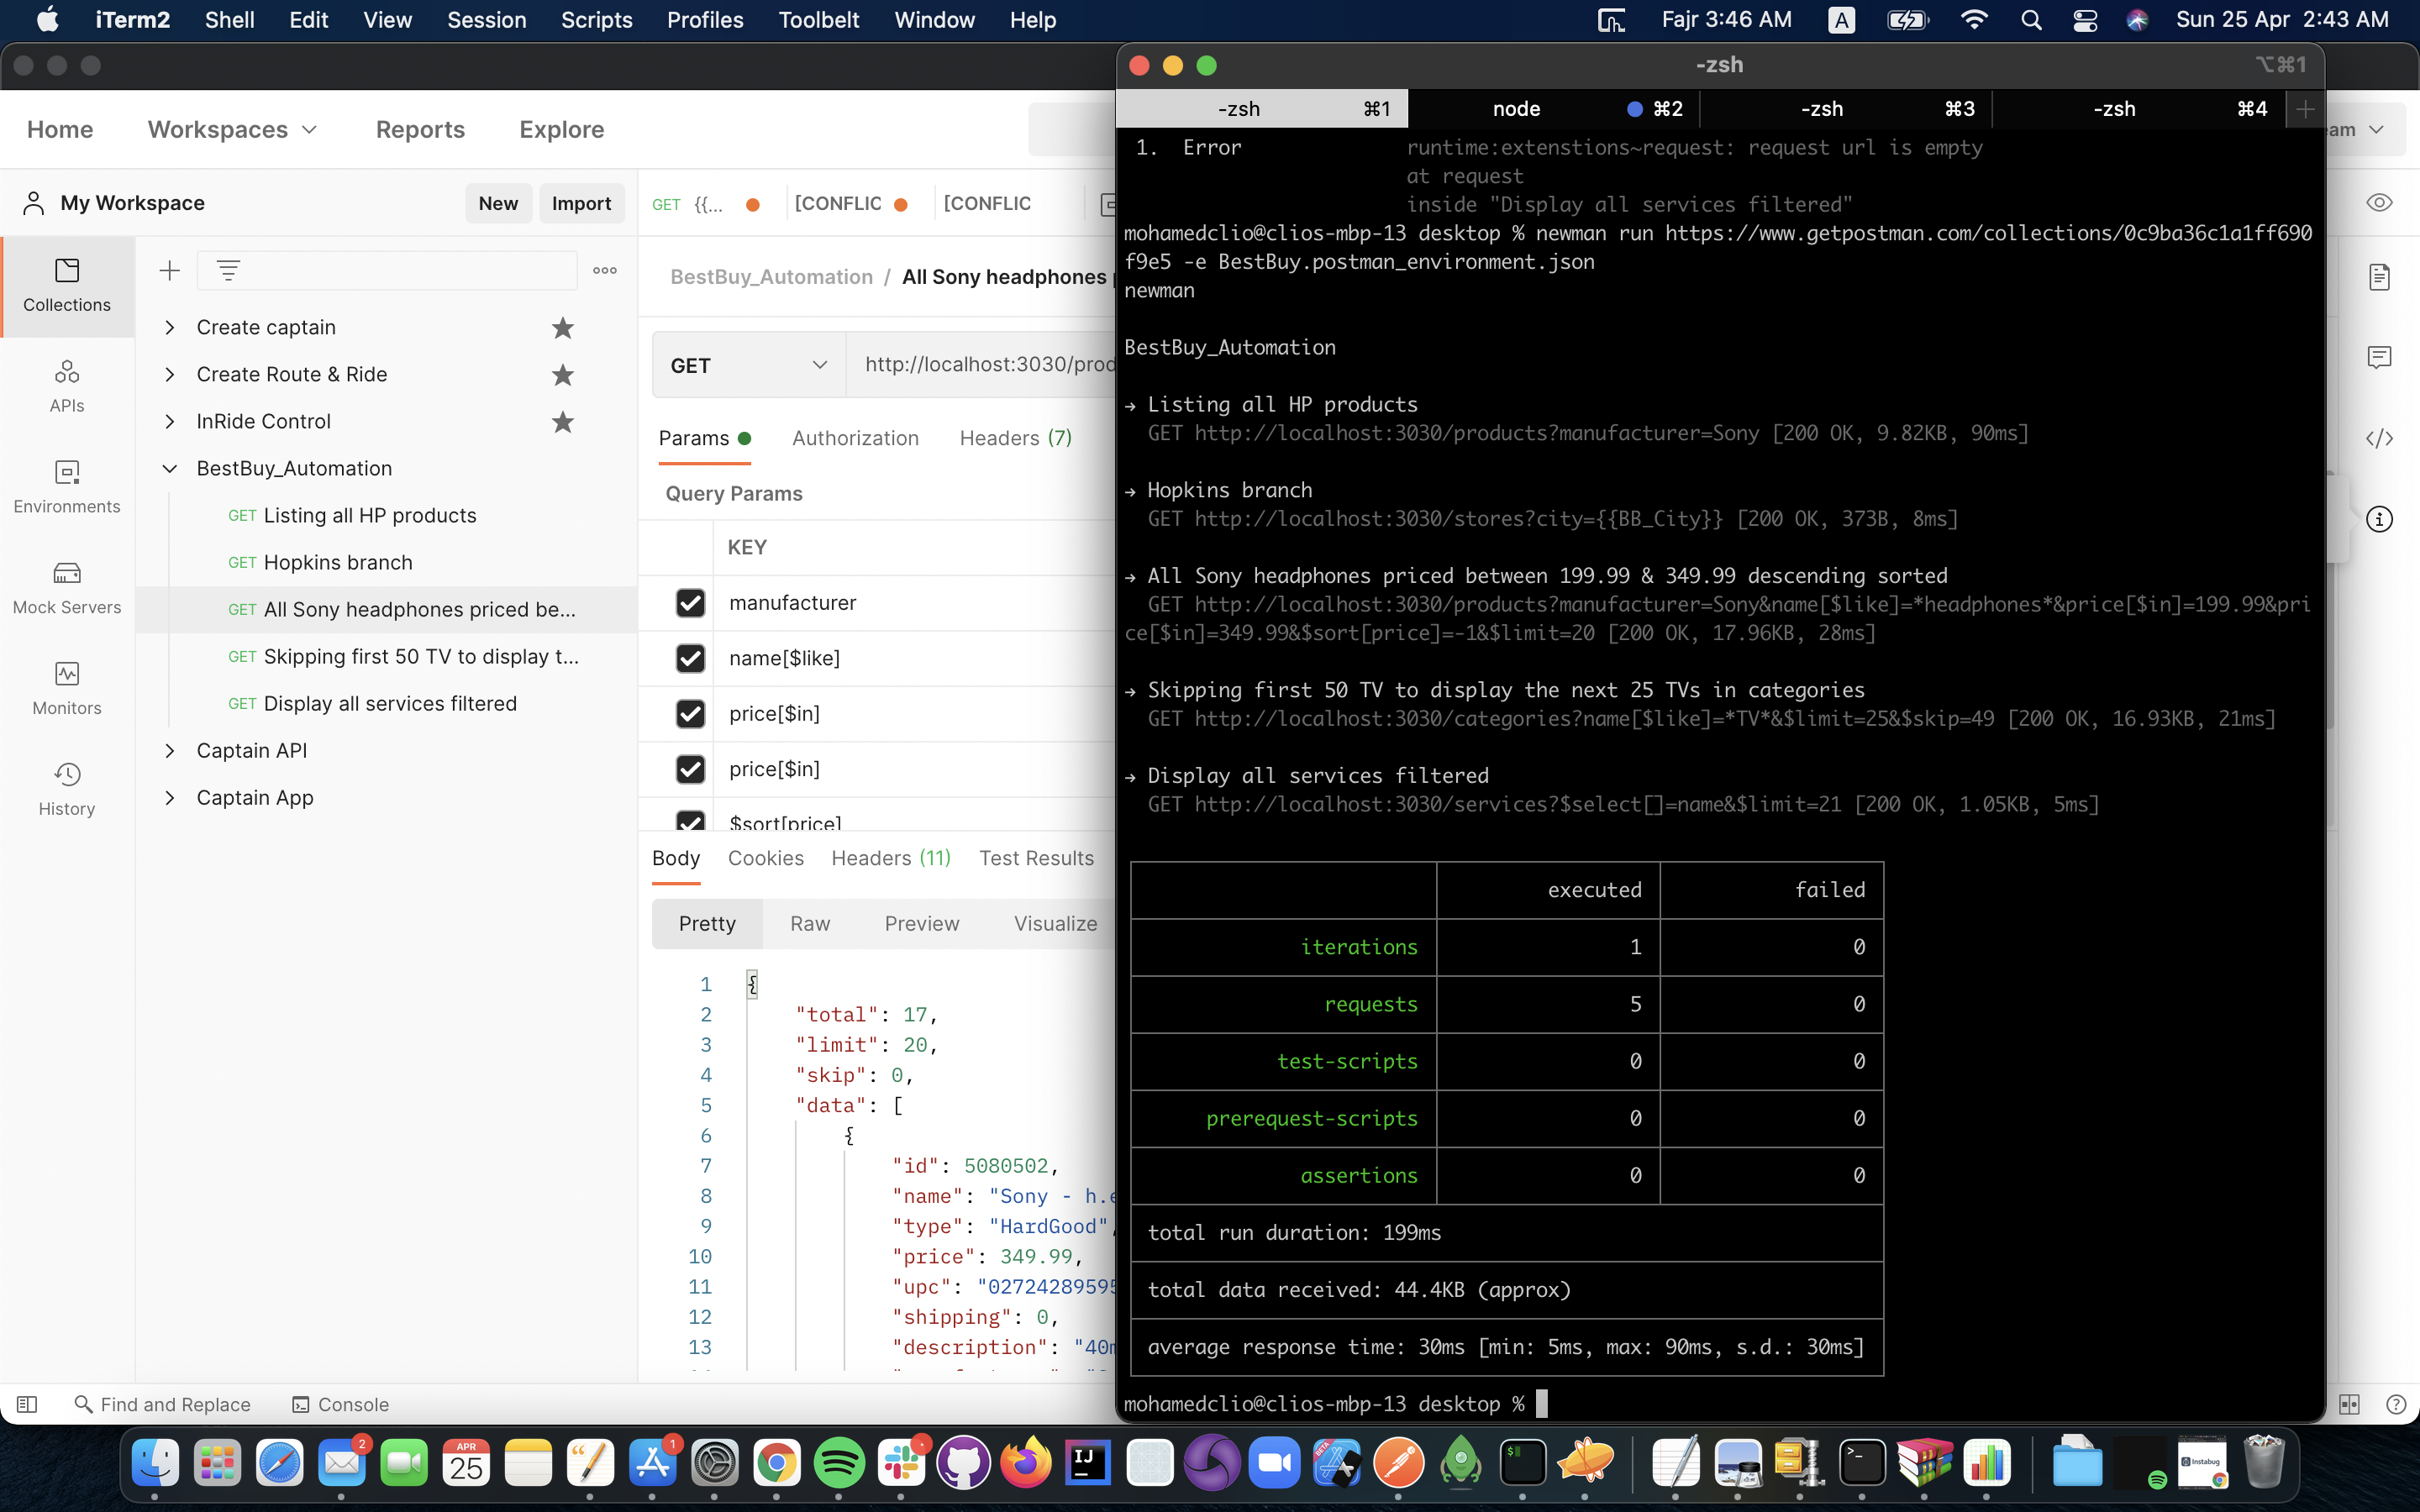 iTerm2 Shell Edit View Session Scripts Profiles Toolbelt Window Help Fajr 3:46 AM A Sun 25 Apr 2:43 AM
Home Workspaces Reports Explore
My Workspace New Import
Collections
APIs
Environments
Mock Servers
Monitors
History
Create captain
Create Route & Ride
InRide Control
BestBuy_Automation
GET Listing all HP products
GET Hopkins branch
GET All Sony headphones priced be...
GET Skipping first 50 TV to display t...
GET Display all services filtered
Captain API
Captain App
GET {{... [CONFLIC [CONFLIC
BestBuy_Automation / All Sony headphones
GET http://localhost:3030/prod
Params Authorization Headers (7)
Query Params
KEY
manufacturer
name[$like]
price[$in]
price[$in]
$sort[price]
Body Cookies Headers (11) Test Results
Pretty Raw Preview Visualize
1 {
2 "total": 17,
3 "limit": 20,
4 "skip": 0,
5 "data": [
6 {
7 "id": 5080502,
8 "name": "Sony - h.e
9 "type": "HardGood",
10 "price": 349.99,
11 "upc": "02724289595
12 "shipping": 0,
13 "description": "40m
Find and Replace Console
-zsh ⌥⌘1
-zsh ⌘1 node ⌘2 -zsh ⌘3 -zsh ⌘4
1. Error runtime:extenstions~request: request url is empty
at request
inside "Display all services filtered"
mohamedclio@clios-mbp-13 desktop % newman run https://www.getpostman.com/collections/0c9ba36c1a1ff690
f9e5 -e BestBuy.postman_environment.json
newman
BestBuy_Automation
→ Listing all HP products
GET http://localhost:3030/products?manufacturer=Sony [200 OK, 9.82KB, 90ms]
→ Hopkins branch
GET http://localhost:3030/stores?city={{BB_City}} [200 OK, 373B, 8ms]
→ All Sony headphones priced between 199.99 & 349.99 descending sorted
GET http://localhost:3030/products?manufacturer=Sony&name[$like]=*headphones*&price[$in]=199.99&pri
ce[$in]=349.99&$sort[price]=-1&$limit=20 [200 OK, 17.96KB, 28ms]
→ Skipping first 50 TV to display the next 25 TVs in categories
GET http://localhost:3030/categories?name[$like]=*TV*&$limit=25&$skip=49 [200 OK, 16.93KB, 21ms]
→ Display all services filtered
GET http://localhost:3030/services?$select[]=name&$limit=21 [200 OK, 1.05KB, 5ms]
executed failed
iterations 1 0
requests 5 0
test-scripts 0 0
prerequest-scripts 0 0
assertions 0 0
total run duration: 199ms
total data received: 44.4KB (approx)
average response time: 30ms [min: 5ms, max: 90ms, s.d.: 30ms]
mohamedclio@clios-mbp-13 desktop %
eam
2 APR 25 1 IJ BETA Instabug